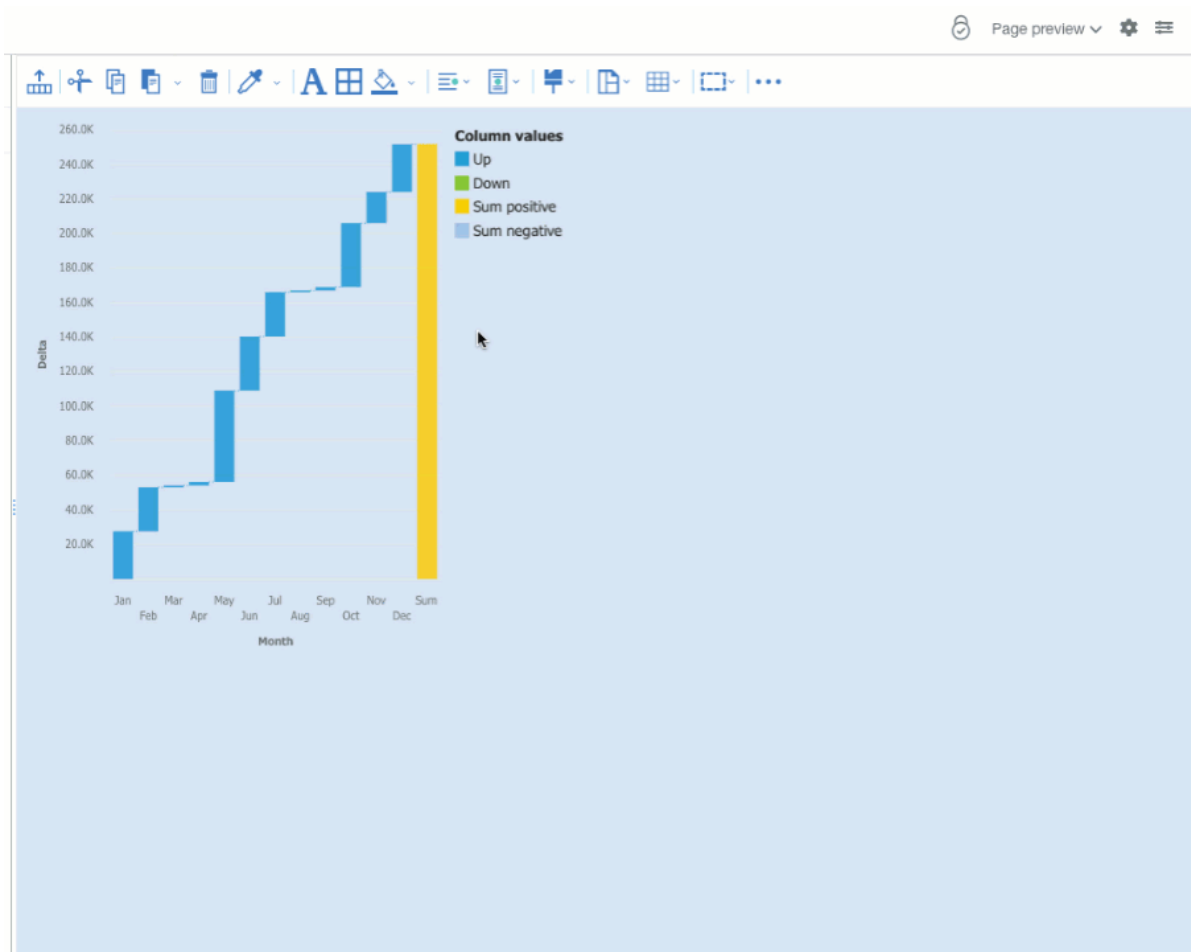 Page preview
A
260.0K
240.0K
220.0K
200.0K
180.0K
160.0K
140.0K
120.0K
100.0K
80.0K
60.0K
40.0K
20.0K
Delta
Jan Mar May Jul Sep Nov Sum
Feb Apr Jun Aug Oct Dec
Month
Column values
Up
Down
Sum positive
Sum negative